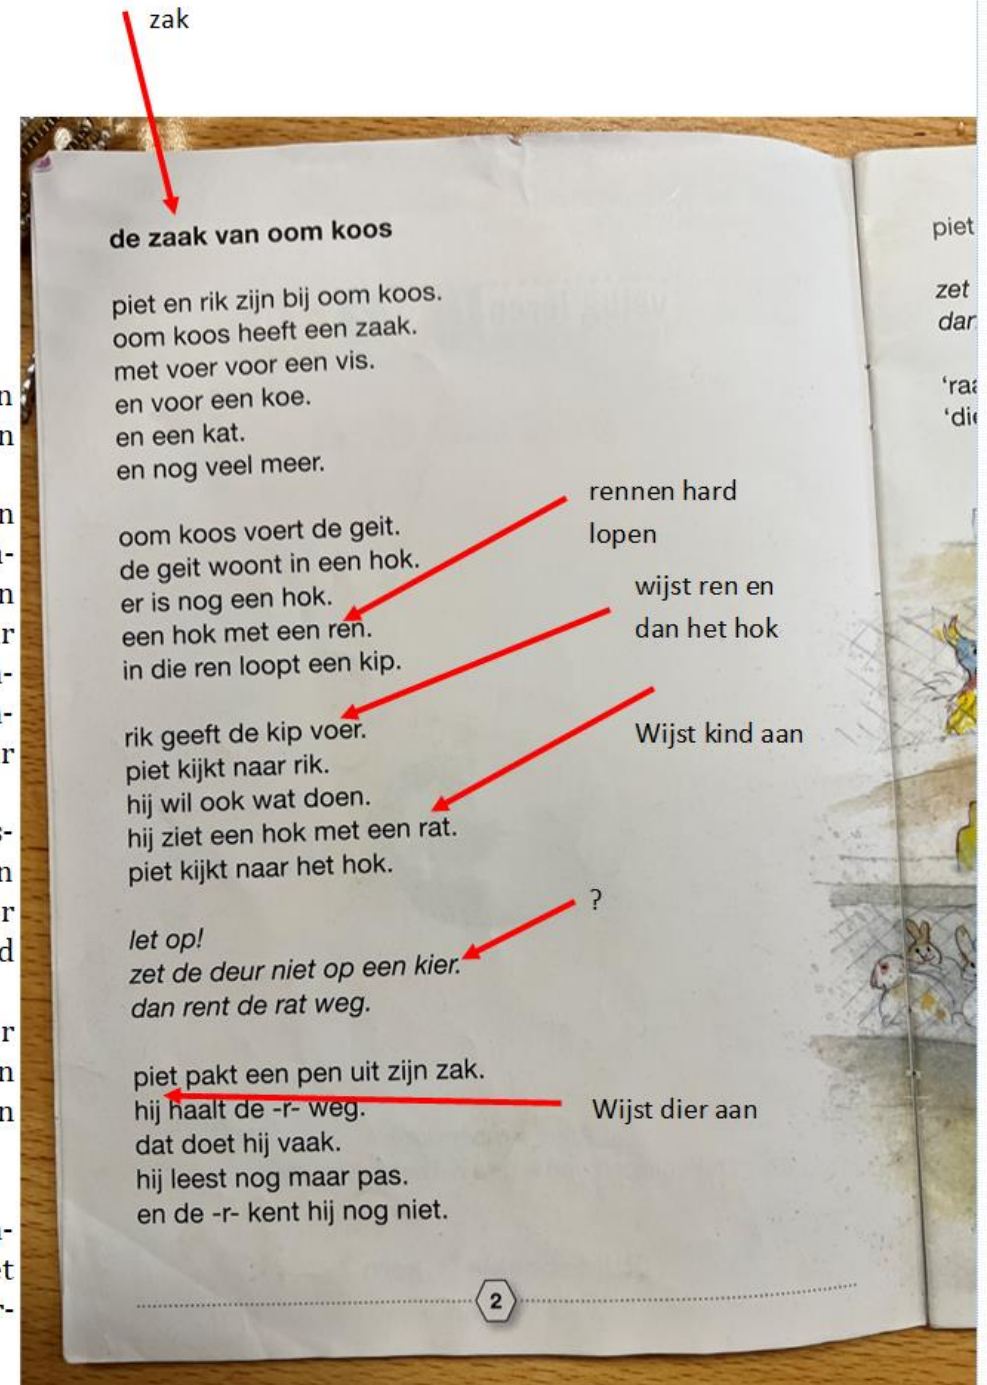 zak
de zaak van oom koos
piet en rik zijn bij oom koos.
oom koos heeft een zaak.
met voer voor een vis.
en voor een koe.
en een kat.
en nog veel meer.
oom koos voert de geit.
de geit woont in een hok.
er is nog een hok.
een hok met een ren.
in die ren loopt een kip.
rennen hard
lopen
wijst ren en
dan het hok
rik geeft de kip voer.
piet kijkt naar rik.
hij wil ook wat doen.
hij ziet een hok met een rat.
piet kijkt naar het hok.
Wijst kind aan
?
let op!
zet de deur niet op een kier.
dan rent de rat weg.
piet pakt een pen uit zijn zak.
hij haalt de -r- weg.
dat doet hij vaak.
hij leest nog maar pas.
en de -r- kent hij nog niet.
Wijst dier aan
2
piet
zet